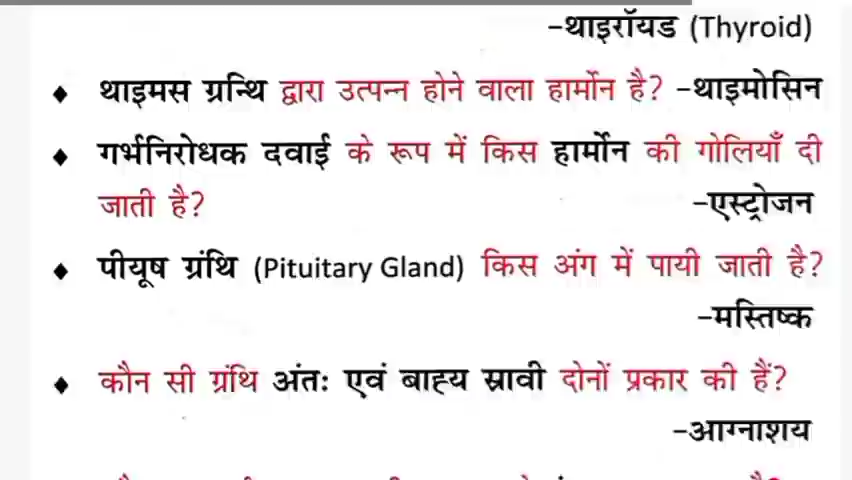 -थाइरॉयड (Thyroid)
♦ थाइमस ग्रन्थि द्वारा उत्पन्न होने वाला हार्मोन है? -थाइमोसिन
♦ गर्भनिरोधक दवाई के रूप में किस हार्मोन की गोलियाँ दी
जाती है? -एस्ट्रोजन
♦ पीयूष ग्रंथि (Pituitary Gland) किस अंग में पायी जाती है?
-मस्तिष्क
♦ कौन सी ग्रंथि अंतः एवं बाह्य स्रावी दोनों प्रकार की हैं?
-आग्नाशय